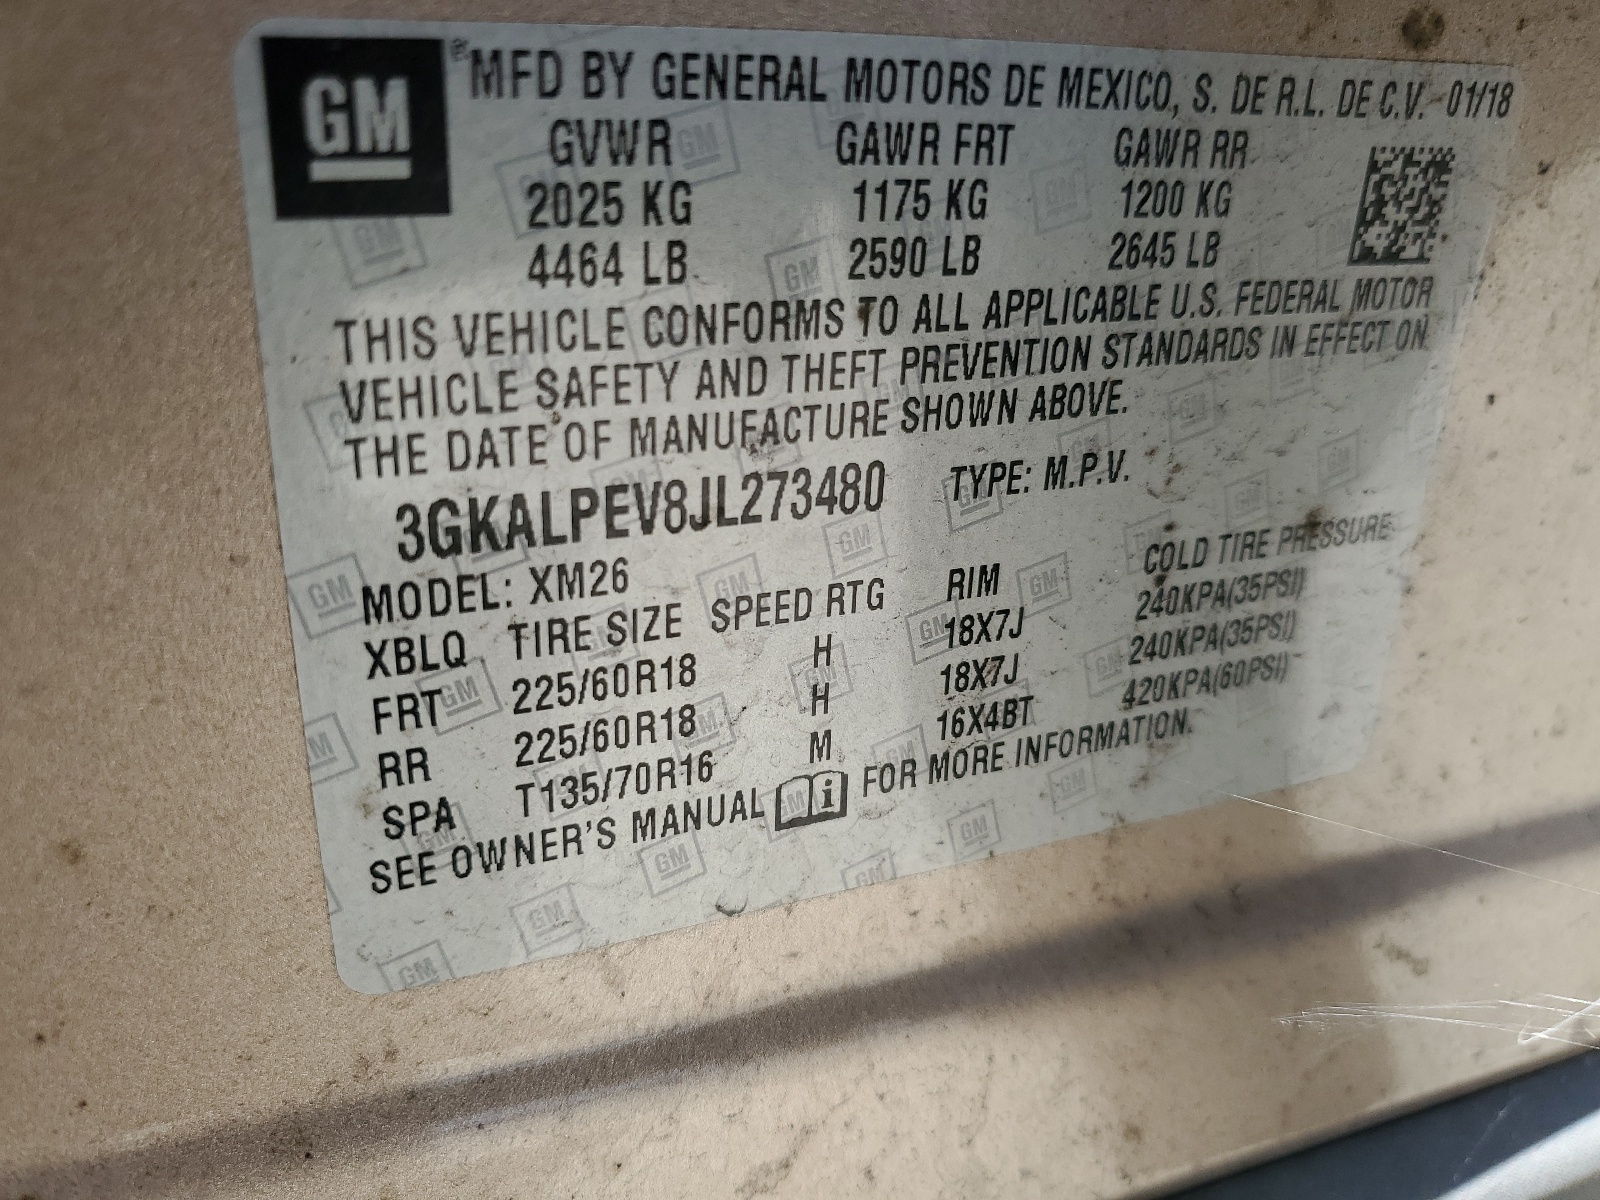 GM ® MFD BY GENERAL MOTORS DE MEXICO, S. DE R.L. DE C.V. 01/18
GVWR GAWR FRT GAWR RR
2025 KG 1175 KG 1200 KG
4464 LB 2590 LB 2645 LB
THIS VEHICLE CONFORMS TO ALL APPLICABLE U.S. FEDERAL MOTOR
VEHICLE SAFETY AND THEFT PREVENTION STANDARDS IN EFFECT ON
THE DATE OF MANUFACTURE SHOWN ABOVE.
3GKALPEV8JL273480 TYPE: M.P.V.
MODEL: XM26
XBLQ TIRE SIZE SPEED RTG RIM COLD TIRE PRESSURE
FRT 225/60R18 H 18X7J 240KPA(35PSI)
RR 225/60R18 H 18X7J 240KPA(35PSI)
SPA T135/70R16 M 16X4BT 420KPA(60PSI)
SEE OWNER'S MANUAL i FOR MORE INFORMATION.